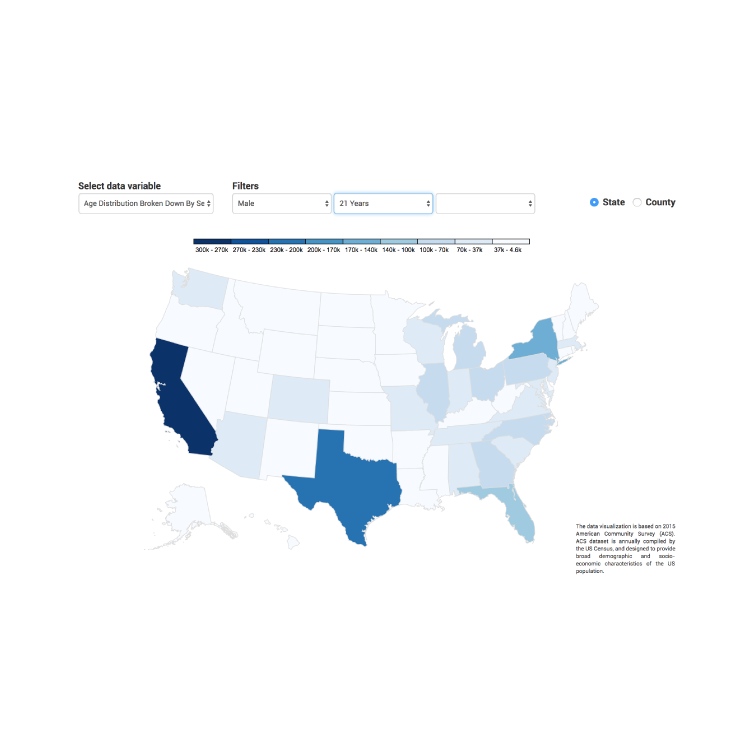 Select data variable Filters
Age Distribution Broken Down By Se Male 21 Years State County
300k - 270k 270k - 230k 230k - 200k 200k - 170k 170k - 140k 140k - 100k 100k - 70k 70k - 37k 37k - 4.6k
The data visualization is based on 2015
American Community Survey (ACS).
ACS dataset is annually compiled by
the US Census, and designed to provide
broad demographic and socio-
economic characteristics of the US
population.